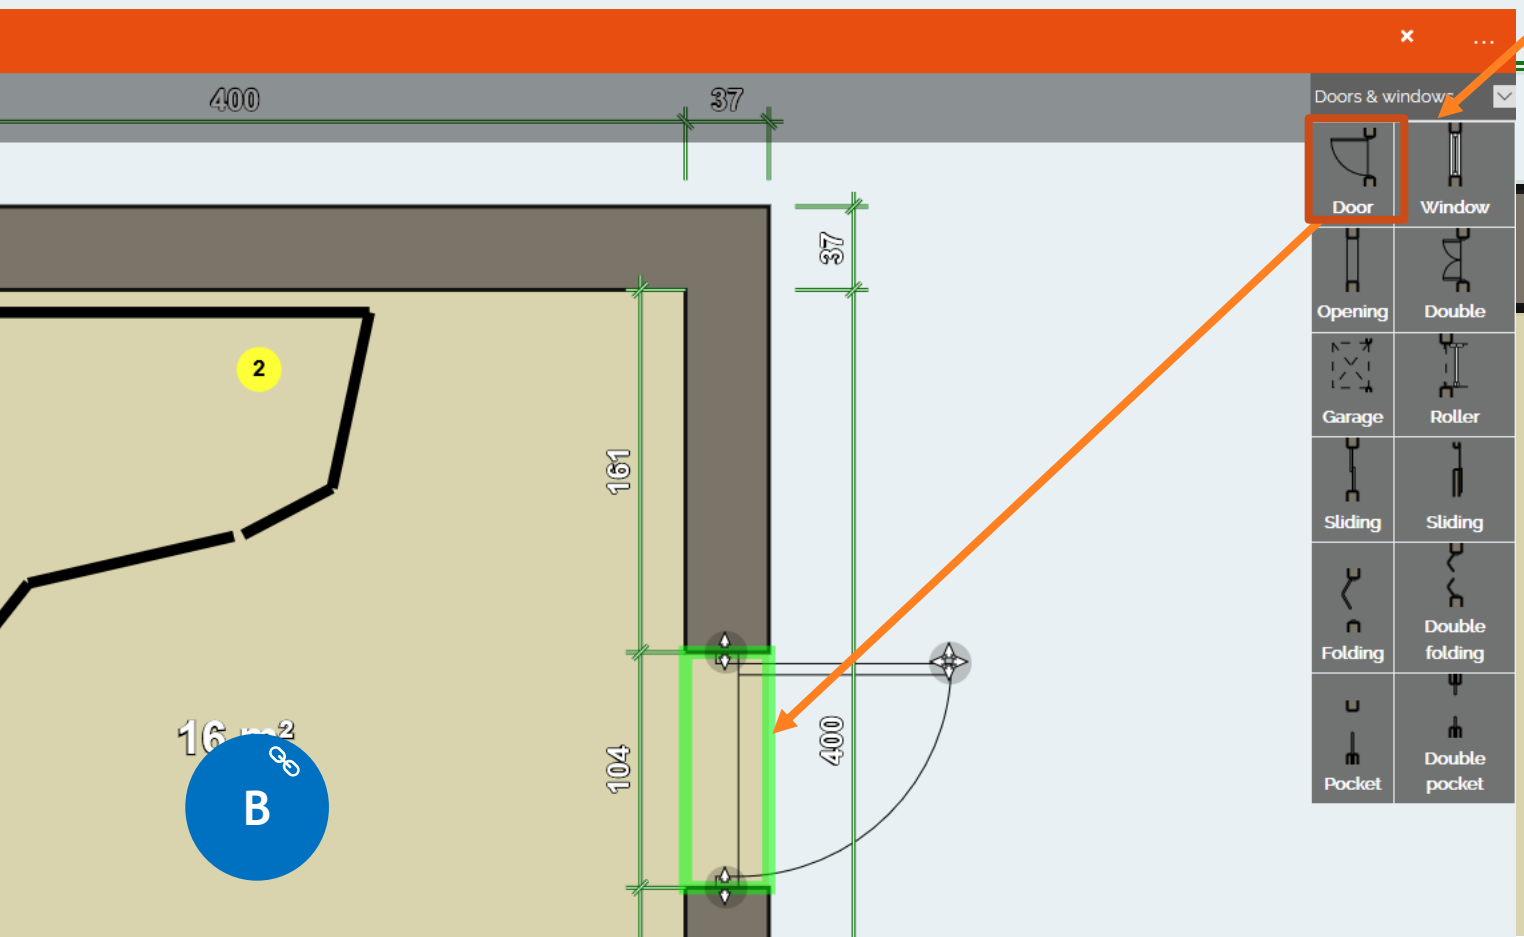 ...
400
37
Doors & windows
Door
Window
37
Opening
Double
2
Garage
Roller
161
Sliding
Sliding
Folding
Double
folding
16 m²
104
400
B
Pocket
Double
pocket